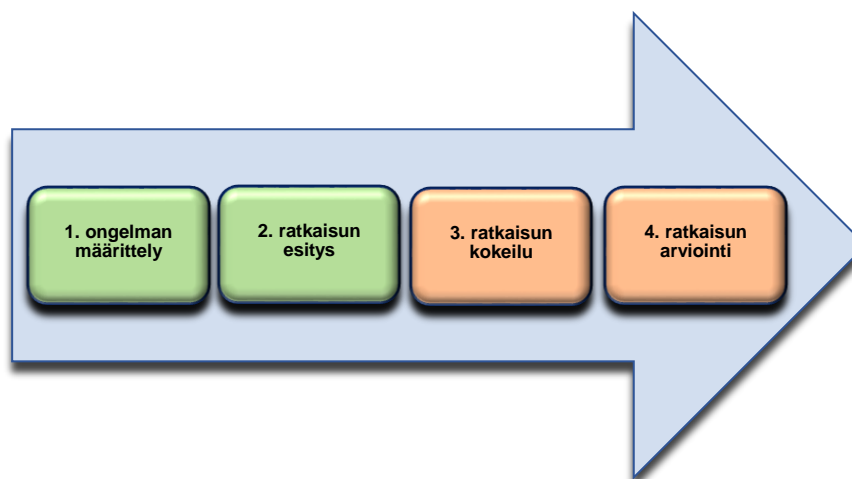 1. ongelman
määrittely
2. ratkaisun
esitys
3. ratkaisun
kokeilu
4. ratkaisun
arviointi